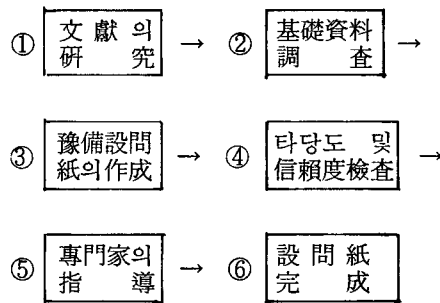 ① 文獻의 硏究 → ② 基礎資料 調査 →
③ 豫備設問紙의作成 → ④ 타당도 및 信賴度檢査 →
⑤ 專門家의 指導 → ⑥ 設問紙 完成